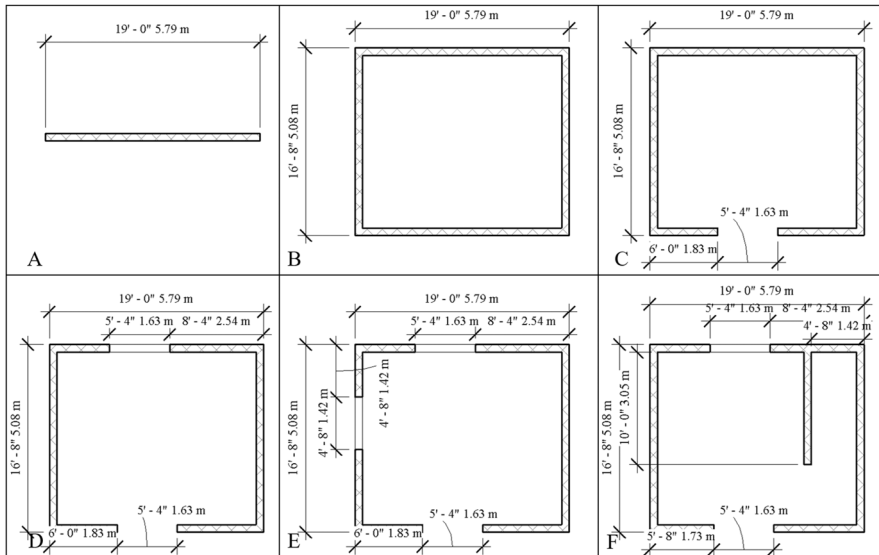 19' - 0" 5.79 m
A
19' - 0" 5.79 m
16' - 8" 5.08 m
B
19' - 0" 5.79 m
16' - 8" 5.08 m
5' - 4" 1.63 m
6' - 0" 1.83 m
C
19' - 0" 5.79 m
5' - 4" 1.63 m 8' - 4" 2.54 m
16' - 8" 5.08 m
5' - 4" 1.63 m
6' - 0" 1.83 m
D
19' - 0" 5.79 m
5' - 4" 1.63 m 8' - 4" 2.54 m
16' - 8" 5.08 m
4' - 8" 1.42 m
4' - 8" 1.42 m
5' - 4" 1.63 m
6' - 0" 1.83 m
E
19' - 0" 5.79 m
5' - 4" 1.63 m 8' - 4" 2.54 m
4' - 8" 1.42 m
16' - 8" 5.08 m
10' - 0" 3.05 m
5' - 4" 1.63 m
5' - 8" 1.73 m
F